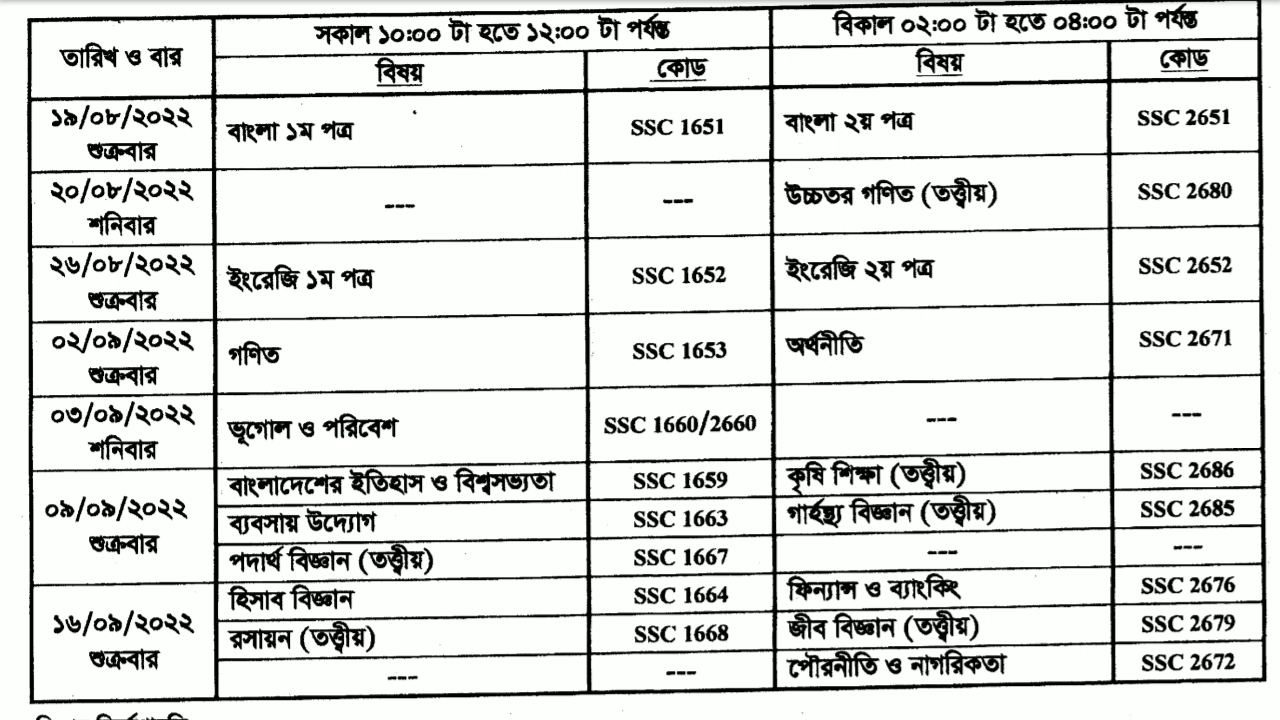 তারিখ ও বার
সকাল ১০:০০ টা হতে ১২:০০ টা পর্যন্ত
বিকাল ০২:০০ টা হতে ০৪:০০ টা পর্যন্ত
বিষয় কোড বিষয় কোড
১৯/০৮/২০২২
শুক্রবার
বাংলা ১ম পত্র SSC 1651 বাংলা ২য় পত্র SSC 2651
২০/০৮/২০২২
শনিবার
--- --- উচ্চতর গণিত (তত্ত্বীয়) SSC 2680
২৬/০৮/২০২২
শুক্রবার
ইংরেজি ১ম পত্র SSC 1652 ইংরেজি ২য় পত্র SSC 2652
০২/০৯/২০২২
শুক্রবার
গণিত SSC 1653 অর্থনীতি SSC 2671
০৩/০৯/২০২২
শনিবার
ভূগোল ও পরিবেশ SSC 1660/2660 --- ---
০৯/০৯/২০২২
শুক্রবার
বাংলাদেশের ইতিহাস ও বিশ্বসভ্যতা SSC 1659 কৃষি শিক্ষা (তত্ত্বীয়) SSC 2686
ব্যবসায় উদ্যোগ SSC 1663 গার্হস্থ্য বিজ্ঞান (তত্ত্বীয়) SSC 2685
পদার্থ বিজ্ঞান (তত্ত্বীয়) SSC 1667 --- ---
১৬/০৯/২০২২
শুক্রবার
হিসাব বিজ্ঞান SSC 1664 ফিন্যান্স ও ব্যাংকিং SSC 2676
রসায়ন (তত্ত্বীয়) SSC 1668 জীব বিজ্ঞান (তত্ত্বীয়) SSC 2679
--- --- পৌরনীতি ও নাগরিকতা SSC 2672